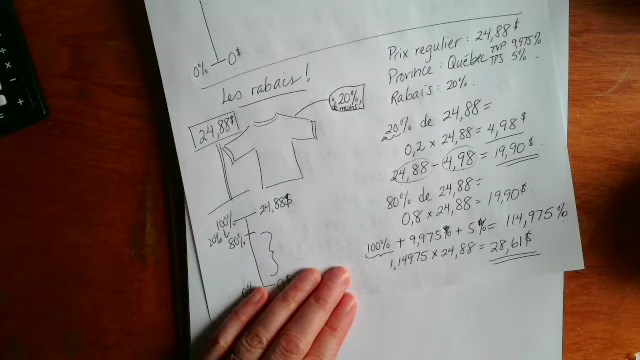 0% 0$
Les rabais!
24,88$
20% de moins
100% 24,88$
20% 80%
Prix regulier : 24,88$
Province : Québec TVP 9,975%
TPS 5%
Rabais : 20%
20% de 24,88=
0,2 x 24,88 = 4,98$
24,88 - 4,98 = 19,90$
80% de 24,88=
0,8 x 24,88 = 19,90$
100% + 9,975% + 5% = 114,975%
1,14975 x 24,88 = 28,61$